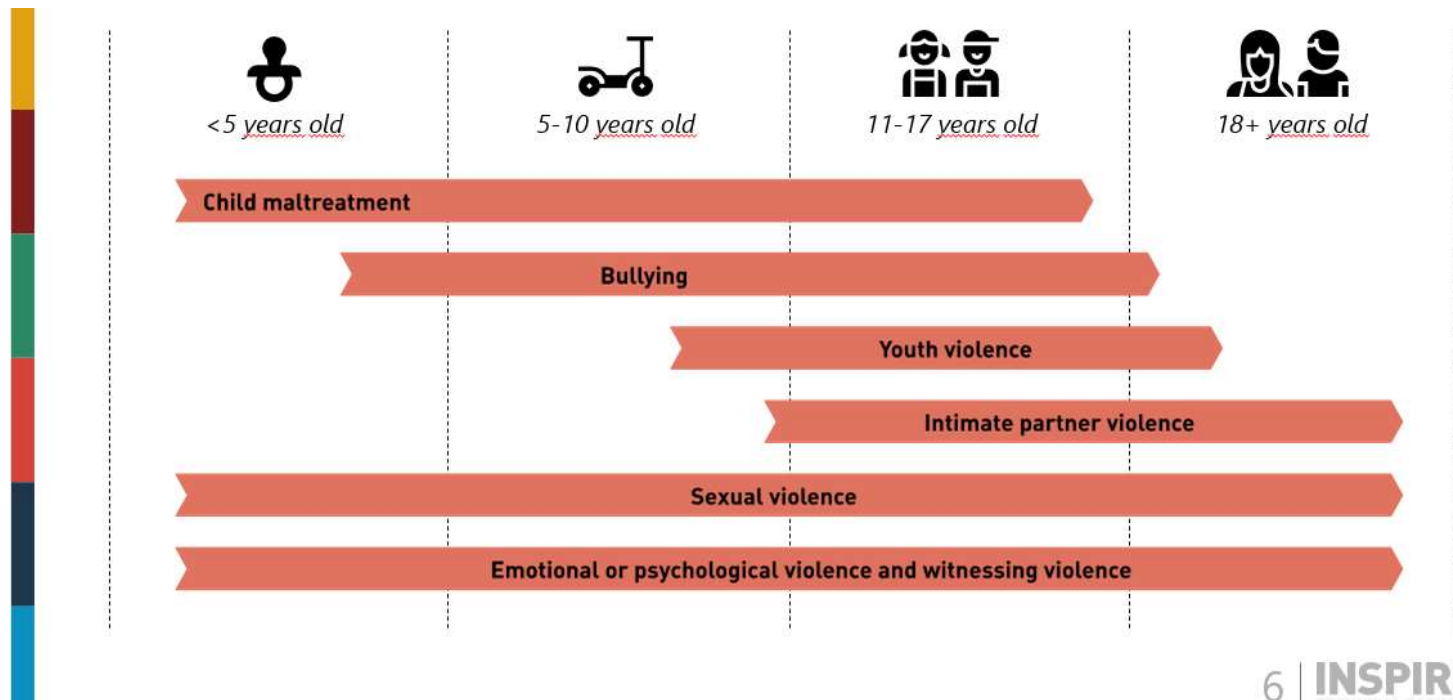 <5 years old
5-10 years old
11-17 years old
18+ years old
Child maltreatment
Bullying
Youth violence
Intimate partner violence
Sexual violence
Emotional or psychological violence and witnessing violence
6 | INSPIR